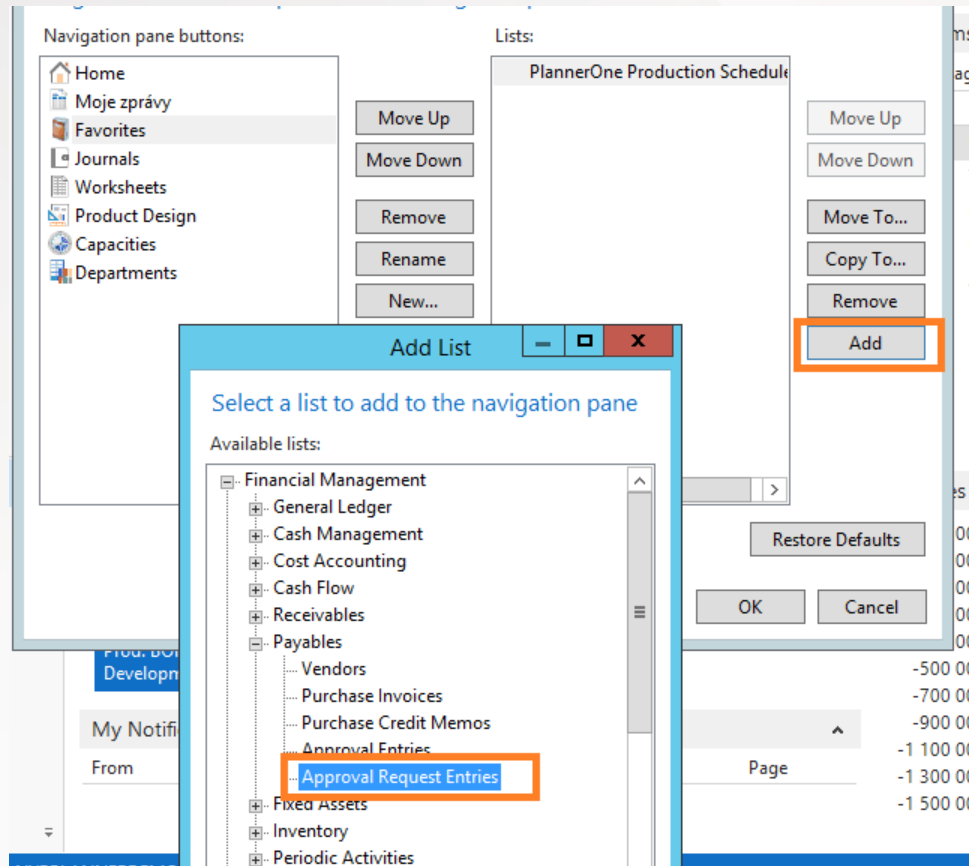 Navigation pane buttons:
Lists:
Home
Moje zprávy
Favorites
Journals
Worksheets
Product Design
Capacities
Departments
Move Up
Move Down
Remove
Rename
New...
PlannerOne Production Schedule
Move Up
Move Down
Move To...
Copy To...
Remove
Add
Add List
Select a list to add to the navigation pane
Available lists:
Financial Management
General Ledger
Cash Management
Cost Accounting
Cash Flow
Receivables
Payables
Vendors
Purchase Invoices
Purchase Credit Memos
Approval Entries
Approval Request Entries
Fixed Assets
Inventory
Periodic Activities
Restore Defaults
OK
Cancel
Prod. BO
Developm
My Notifi
From
Page
-500 00
-700 00
-900 00
-1 100 00
-1 300 00
-1 500 00